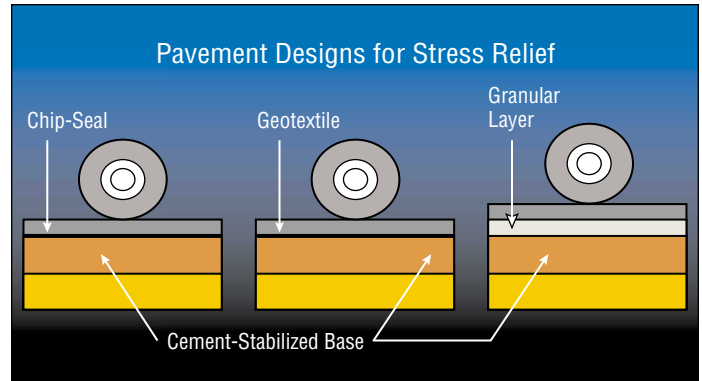 Pavement Designs for Stress Relief
Chip-Seal
Geotextile
Granular
Layer
Cement-Stabilized Base